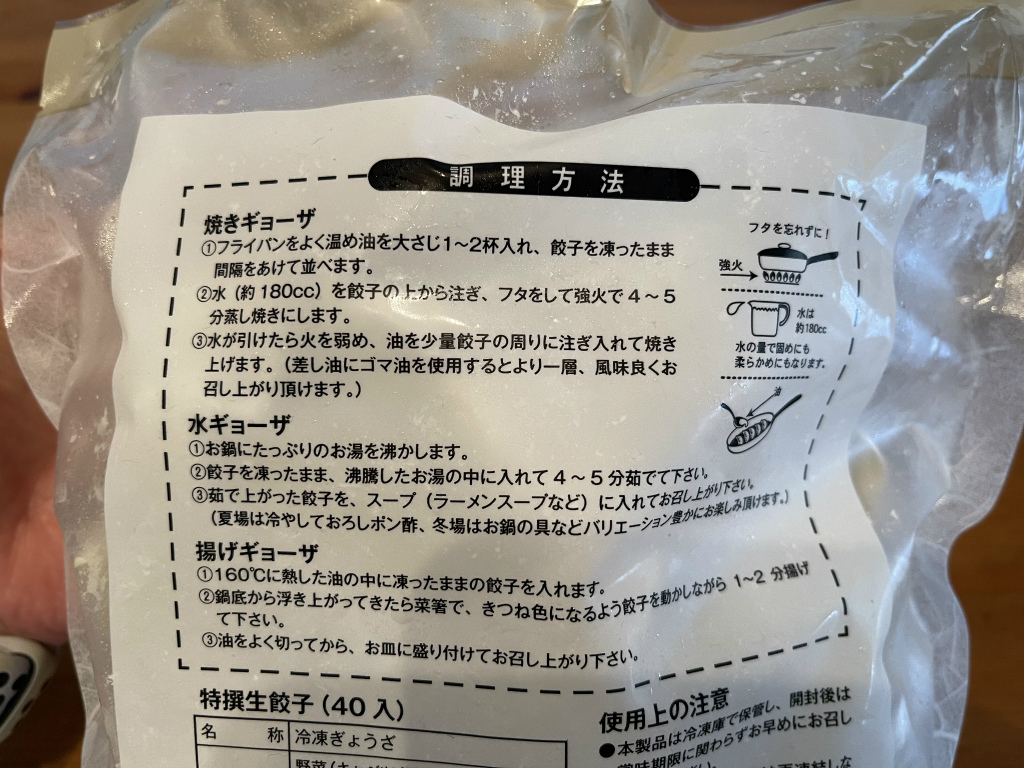 調理方法
焼きギョーザ
①フライパンをよく温め油を大さじ1〜2杯入れ、餃子を凍ったまま
間隔をあけて並べます。
②水（約180cc）を餃子の上から注ぎ、フタをして強火で4〜5
分蒸し焼きにします。
③水が引けたら火を弱め、油を少量餃子の周りに注ぎ入れて焼き
上げます。（差し油にゴマ油を使用するとより一層、風味良くお
召し上がり頂けます。）
フタを忘れずに！
強火
水は
約180cc
水の量で固めにも
柔らかめにもなります。
油
水ギョーザ
①お鍋にたっぷりのお湯を沸かします。
②餃子を凍ったまま、沸騰したお湯の中に入れて4〜5分茹でて下さい。
③茹で上がった餃子を、スープ（ラーメンスープなど）に入れてお召し上がり下さい。
（夏場は冷やしておろしポン酢、冬場はお鍋の具などバリエーション豊かにお楽しみ頂けます。）
揚げギョーザ
①160℃に熱した油の中に凍ったままの餃子を入れます。
②鍋底から浮き上がってきたら菜箸で、きつね色になるよう餃子を動かしながら1~2分揚げ
て下さい。
③油をよく切ってから、お皿に盛り付けてお召し上がり下さい。
特撰生餃子（40入）
名称 冷凍ぎょうざ
野菜
使用上の注意
●本製品は冷凍庫で保管し、開封後は
賞味期限に関わらずお早めにお召し